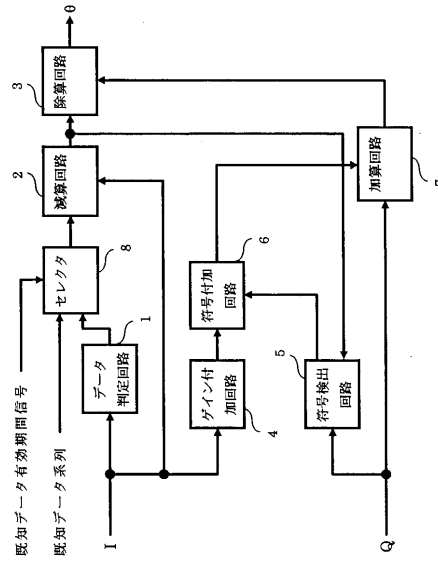 既知データ有効期間信号
既知データ系列
I
Q
データ
判定回路
1
セレクタ
8
減算回路
2
除算回路
3
θ
ゲイン付
加回路
4
符号付加
回路
6
符号検出
回路
5
加算回路
7